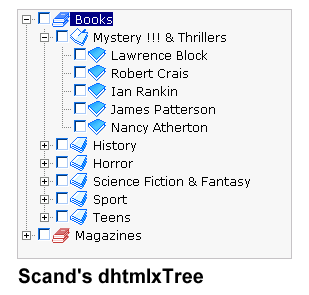 Books
Mystery !!! & Thrillers
Lawrence Block
Robert Crais
Ian Rankin
James Patterson
Nancy Atherton
History
Horror
Science Fiction & Fantasy
Sport
Teens
Magazines
Scand's dhtmlxTree